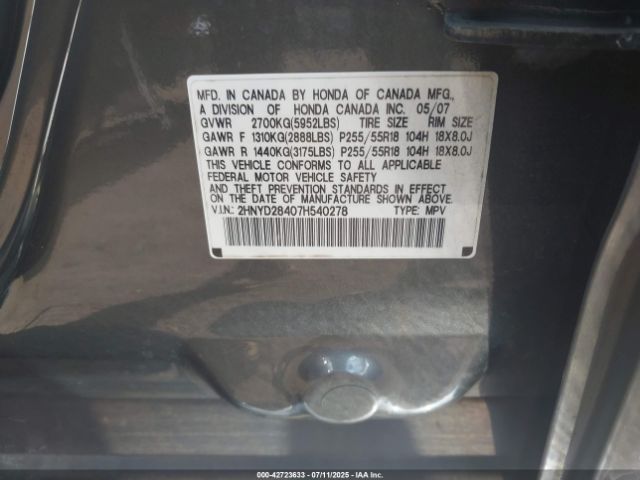 MFD. IN CANADA BY HONDA OF CANADA MFG.,
A DIVISION OF HONDA CANADA INC. 05/07
GVWR 2700KG(5952LBS) TIRE SIZE RIM SIZE
GAWR F 1310KG(2888LBS) P255/55R18 104H 18X8.0J
GAWR R 1440KG(3175LBS) P255/55R18 104H 18X8.0J
THIS VEHICLE CONFORMS TO ALL APPLICABLE
FEDERAL MOTOR VEHICLE SAFETY
AND THEFT PREVENTION STANDARDS IN EFFECT
ON THE DATE OF MANUFACTURE SHOWN ABOVE.
V.I.N.: 2HNYD28407H540278 TYPE: MPV
000-42723633 - 07/11/2025 - IAA Inc.